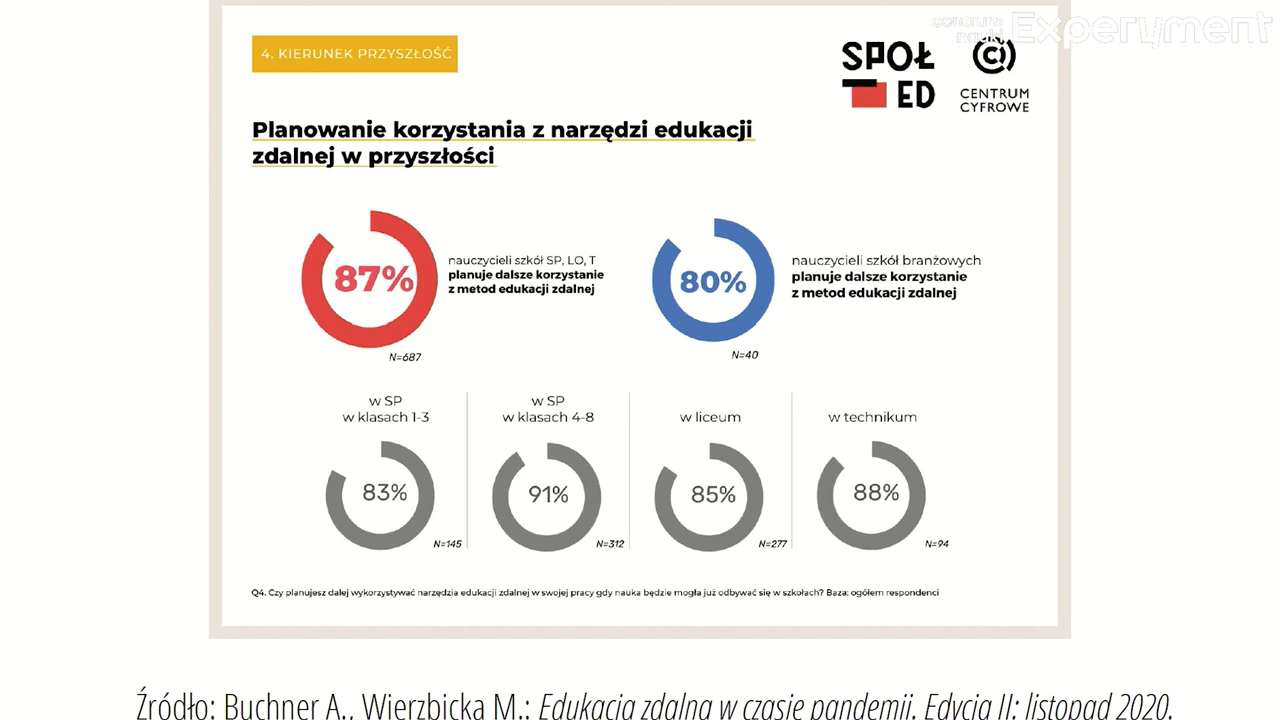 centrum
nauki
Experyment
4. KIERUNEK PRZYSZŁOŚĆ
SPOŁ
ED
CENTRUM
CYFROWE
Planowanie korzystania z narzędzi edukacji
zdalnej w przyszłości
87%
nauczycieli szkół SP, LO, T
planuje dalsze korzystanie
z metod edukacji zdalnej
N=687
80%
nauczycieli szkół branżowych
planuje dalsze korzystanie
z metod edukacji zdalnej
N=40
w SP
w klasach 1-3
83%
N=145
w SP
w klasach 4-8
91%
N=312
w liceum
85%
N=277
w technikum
88%
N=94
Q4. Czy planujesz dalej wykorzystywać narzędzia edukacji zdalnej w swojej pracy gdy nauka będzie mogła już odbywać się w szkołach? Baza: ogółem respondenci
Źródło: Buchner A., Wierzbicka M.: Edukacja zdalna w czasie pandemii. Edycja II: listopad 2020.